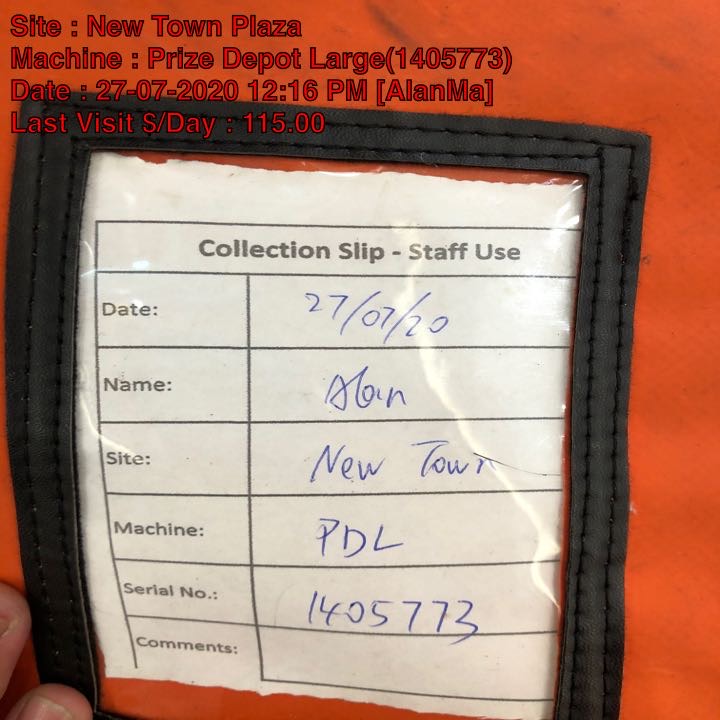 Site : New Town Plaza
Machine : Prize Depot Large(1405773)
Date : 27-07-2020 12:16 PM [AlanMa]
Last Visit $/Day : 115.00
Collection Slip - Staff Use
Date: 27/07/20
Name: Alan
Site: New Town
Machine: PDL
Serial No.: 1405773
Comments: